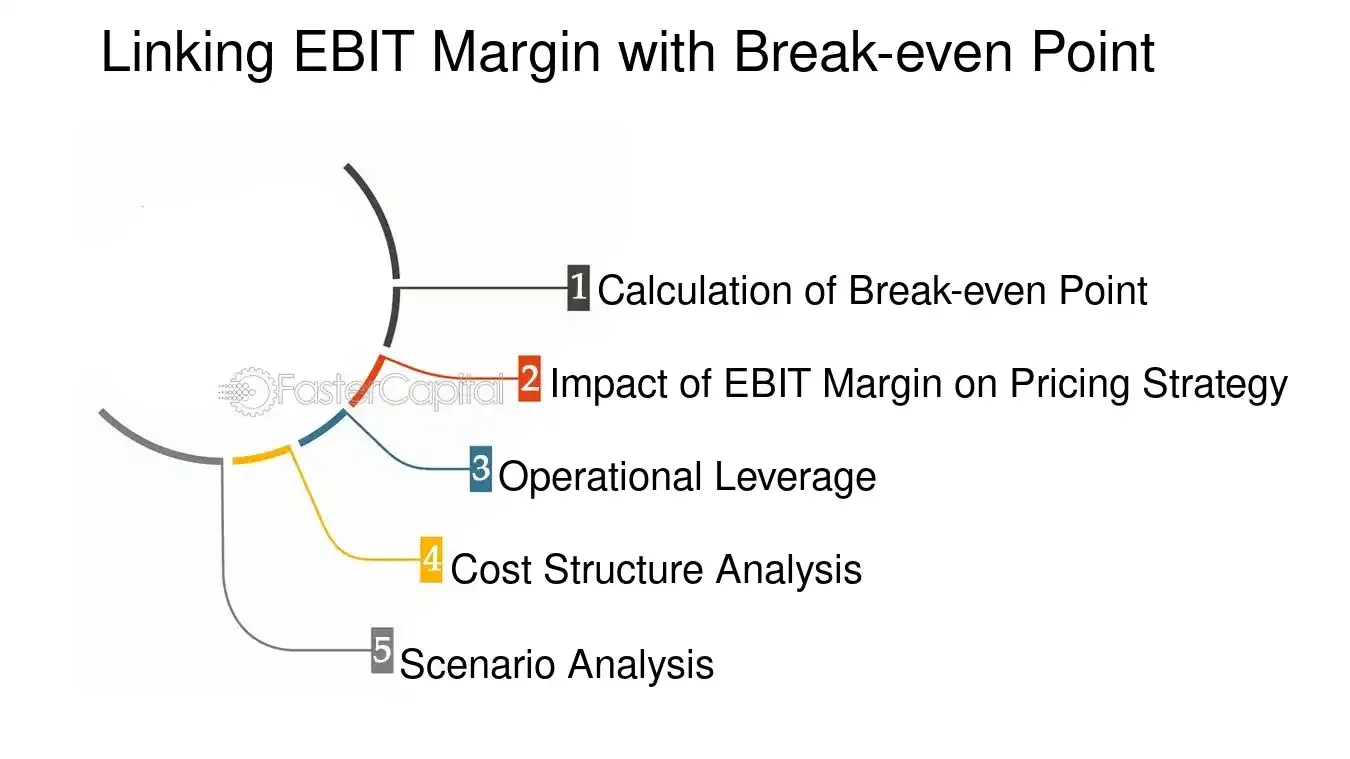 Linking EBIT Margin with Break-even Point
1 Calculation of Break-even Point
FasterCapital
2 Impact of EBIT Margin on Pricing Strategy
3 Operational Leverage
4 Cost Structure Analysis
5 Scenario Analysis